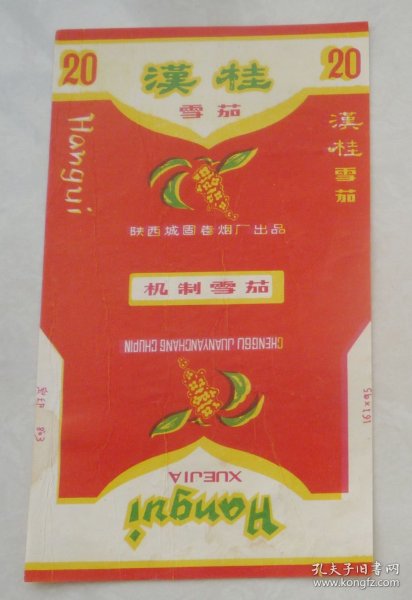 20
漢桂
20
雪茄
Hangui
漢桂雪茄
陕西城固卷烟厂出品
机制雪茄
CHENGGU JUANYANCHANG CHUPIN
XUEJIA
Hangui
孔夫子旧书网
www.kongfz.com